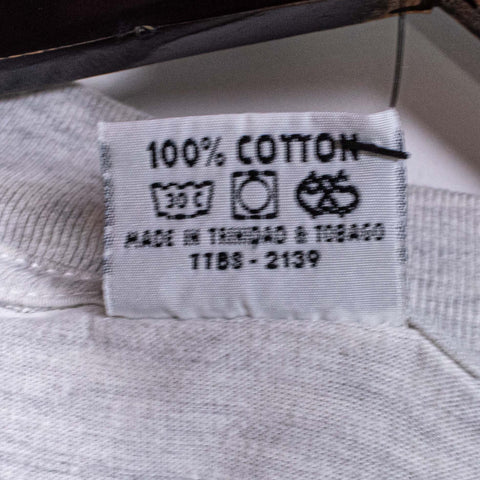 100% COTTON
30 C
MADE IN TRINIDAD & TOBAGO
TTBS - 2139